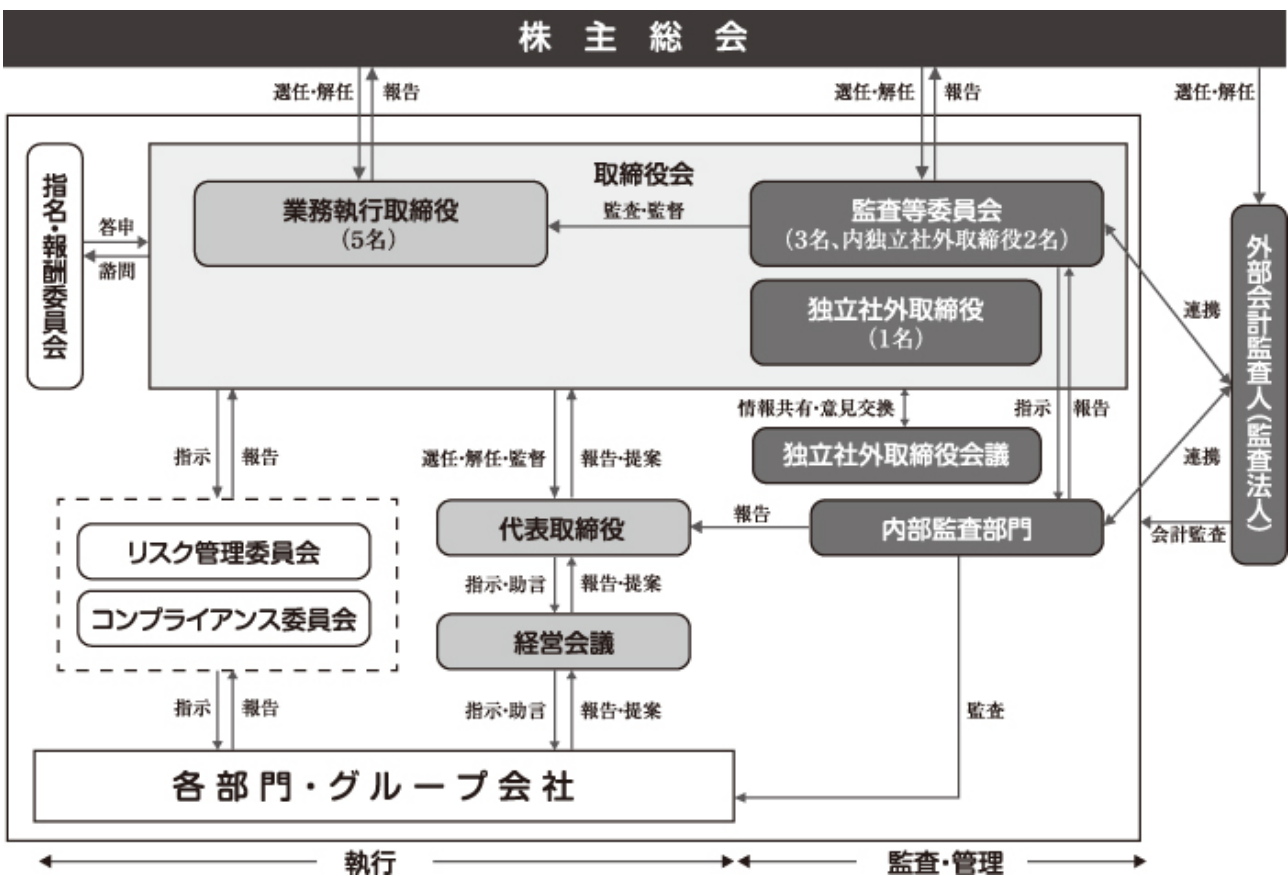 株主総会
選任・解任
報告
選任・解任
報告
選任・解任
取締役会
指名・報酬委員会
答申
諮問
業務執行取締役
(5名)
監査・監督
監査等委員会
(3名、内独立社外取締役2名)
独立社外取締役
(1名)
連携
外部会計監査人(監査法人)
情報共有・意見交換
指示
報告
指示
報告
選任・解任・監督
報告・提案
独立社外取締役会議
連携
代表取締役
報告
内部監査部門
会計監査
リスク管理委員会
コンプライアンス委員会
指示・助言
報告・提案
経営会議
指示
報告
指示・助言
報告・提案
監査
各部門・グループ会社
執行
監査・管理